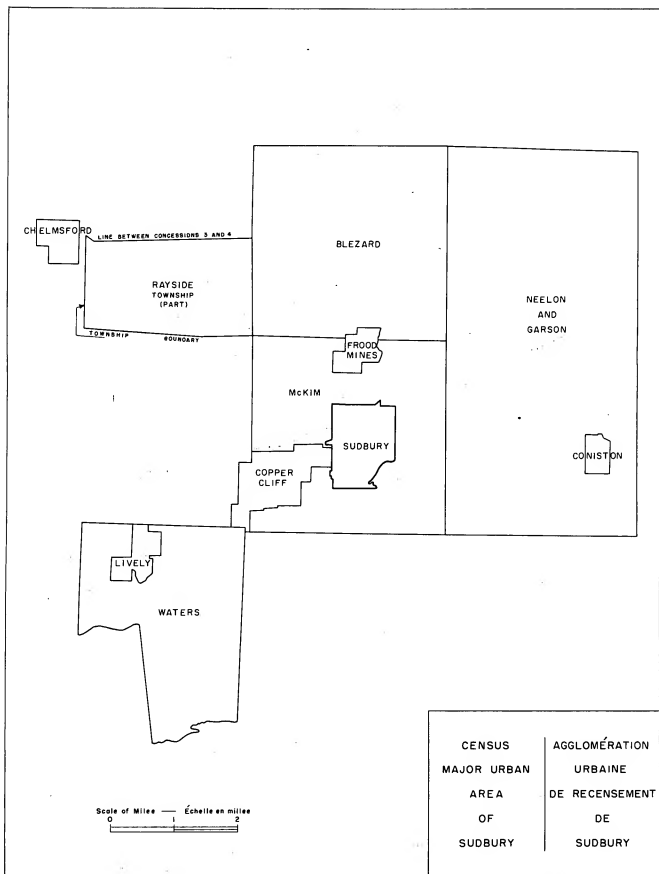 CHELMSFORD
LINE BETWEEN CONCESSIONS 3 AND 4
RAYSIDE
TOWNSHIP
(PART)
TOWNSHIP BOUNDARY
BLEZARD
NEELON
AND
GARSON
FROOD
MINES
McKIM
SUDBURY
COPPER
CLIFF
CONISTON
LIVELY
WATERS
Scale of Miles — Échelle en milles
0 1 2
CENSUS
MAJOR URBAN
AREA
OF
SUDBURY
AGGLOMÉRATION
URBAINE
DE RECENSEMENT
DE
SUDBURY